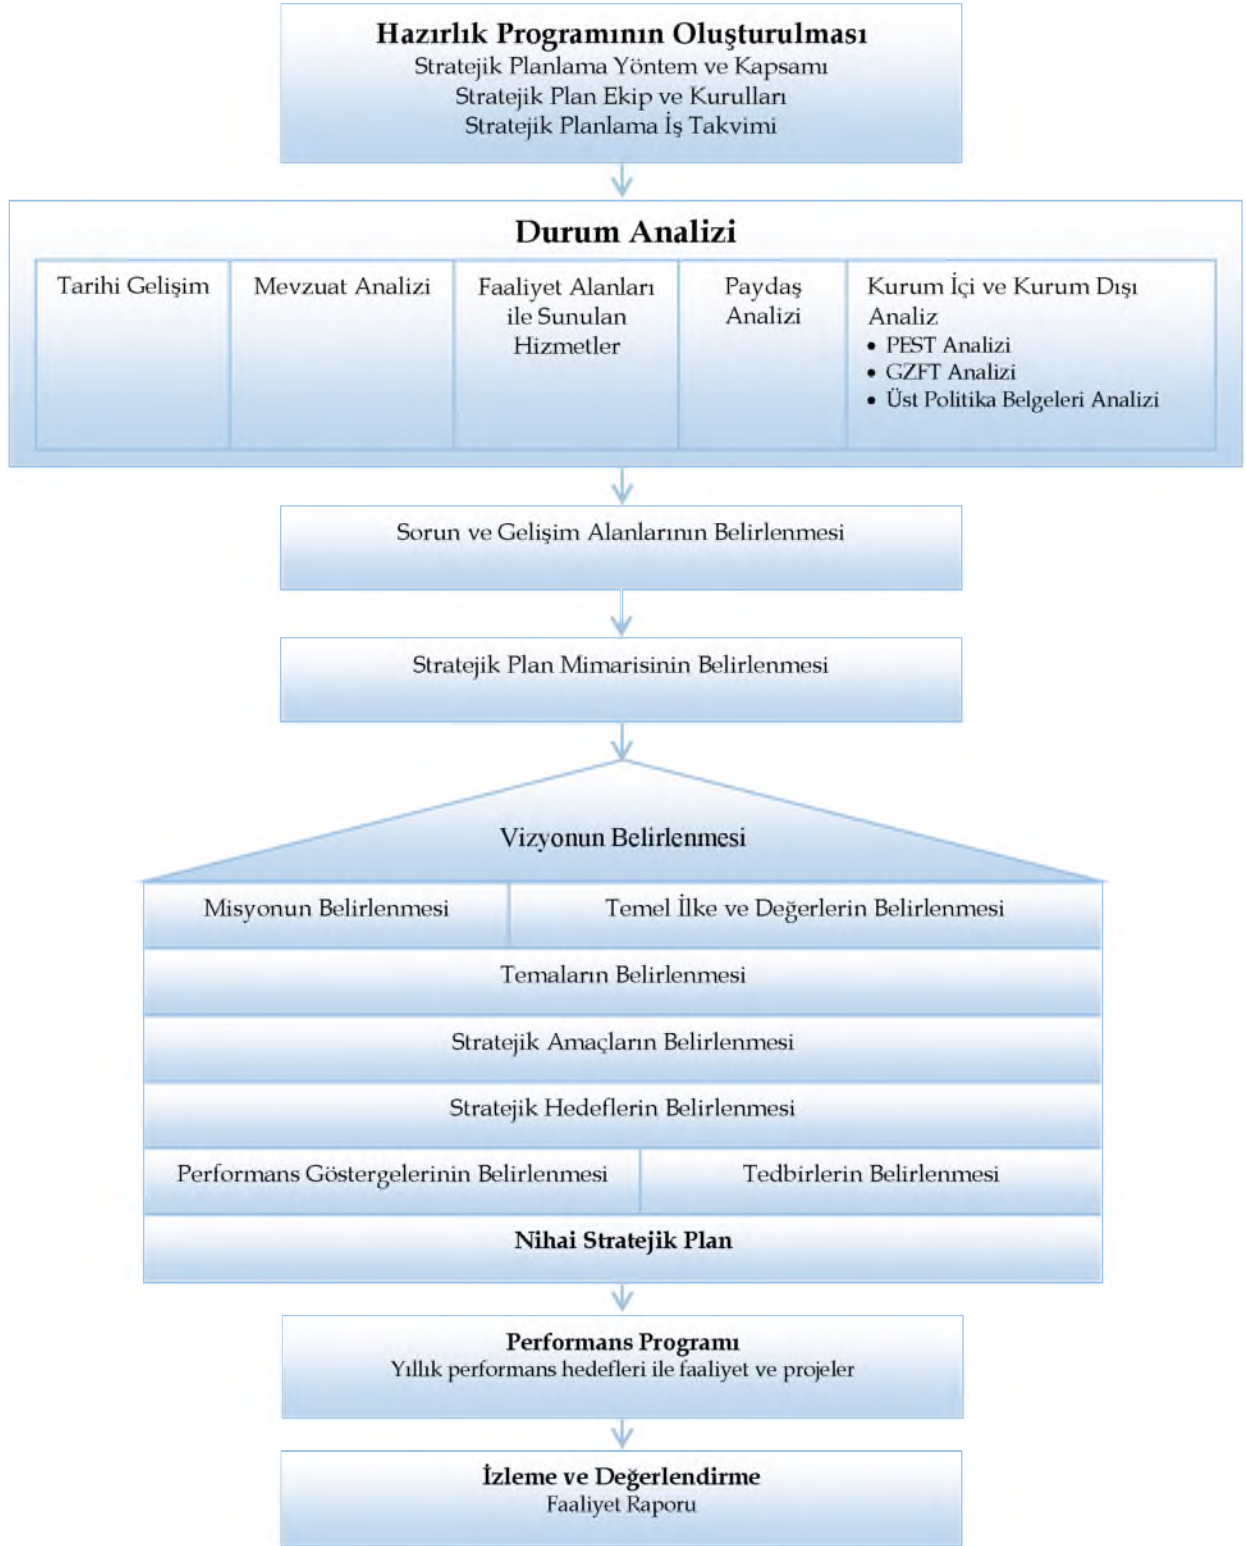 Hazırlık Programının Oluşturulması
Stratejik Planlama Yöntem ve Kapsamı
Stratejik Plan Ekip ve Kurulları
Stratejik Planlama İş Takvimi
Durum Analizi
Tarihi Gelişim
Mevzuat Analizi
Faaliyet Alanları
ile Sunulan
Hizmetler
Paydaş
Analizi
Kurum İçi ve Kurum Dışı
Analiz
• PEST Analizi
• GZFT Analizi
• Üst Politika Belgeleri Analizi
Sorun ve Gelişim Alanlarının Belirlenmesi
Stratejik Plan Mimarisinin Belirlenmesi
Vizyonun Belirlenmesi
Misyonun Belirlenmesi
Temel İlke ve Değerlerin Belirlenmesi
Temaların Belirlenmesi
Stratejik Amaçların Belirlenmesi
Stratejik Hedeflerin Belirlenmesi
Performans Göstergelerinin Belirlenmesi
Tedbirlerin Belirlenmesi
Nihai Stratejik Plan
Performans Programı
Yıllık performans hedefleri ile faaliyet ve projeler
İzleme ve Değerlendirme
Faaliyet Raporu